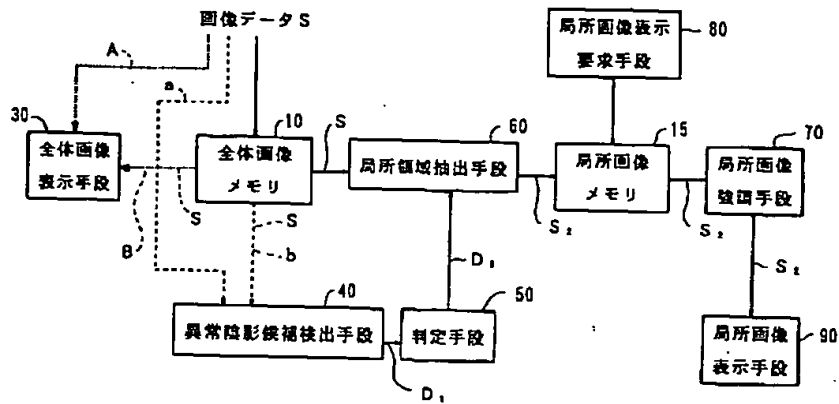 画像データS
A
a
30
全体画像
表示手段
10
全体画像
メモリ
S
60
局所領域抽出手段
80
局所画像表示
要求手段
15
局所画像
メモリ
70
局所画像
強調手段
S
B
S
b
S₂
S₂
S₂
40
異常陰影候補検出手段
50
判定手段
D₁
局所画像
表示手段
90